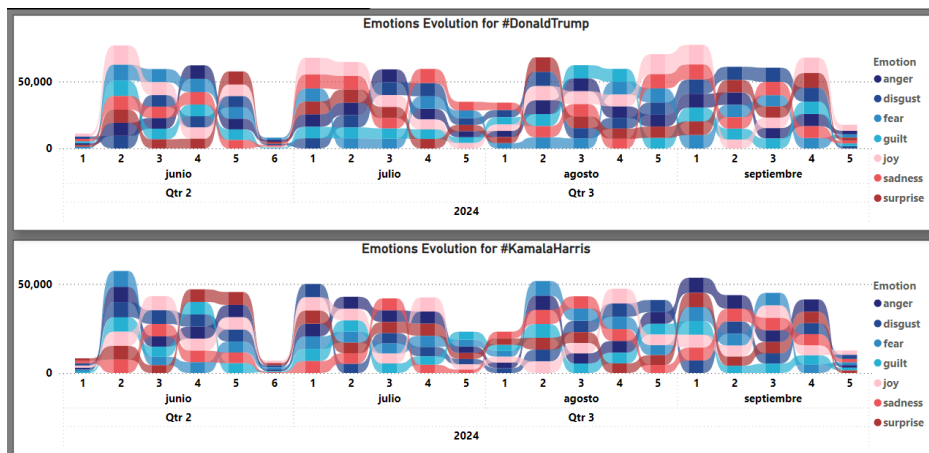 Emotions Evolution for #DonaldTrump
50,000
0
1 2 3 4 5 6 1 2 3 4 5 1 2 3 4 5 1 2 3 4 5
junio julio agosto septiembre
Qtr 2 Qtr 3
2024
Emotion
anger
disgust
fear
guilt
joy
sadness
surprise
Emotions Evolution for #KamalaHarris
50,000
0
1 2 3 4 5 6 1 2 3 4 5 1 2 3 4 5 1 2 3 4 5
junio julio agosto septiembre
Qtr 2 Qtr 3
2024
Emotion
anger
disgust
fear
guilt
joy
sadness
surprise